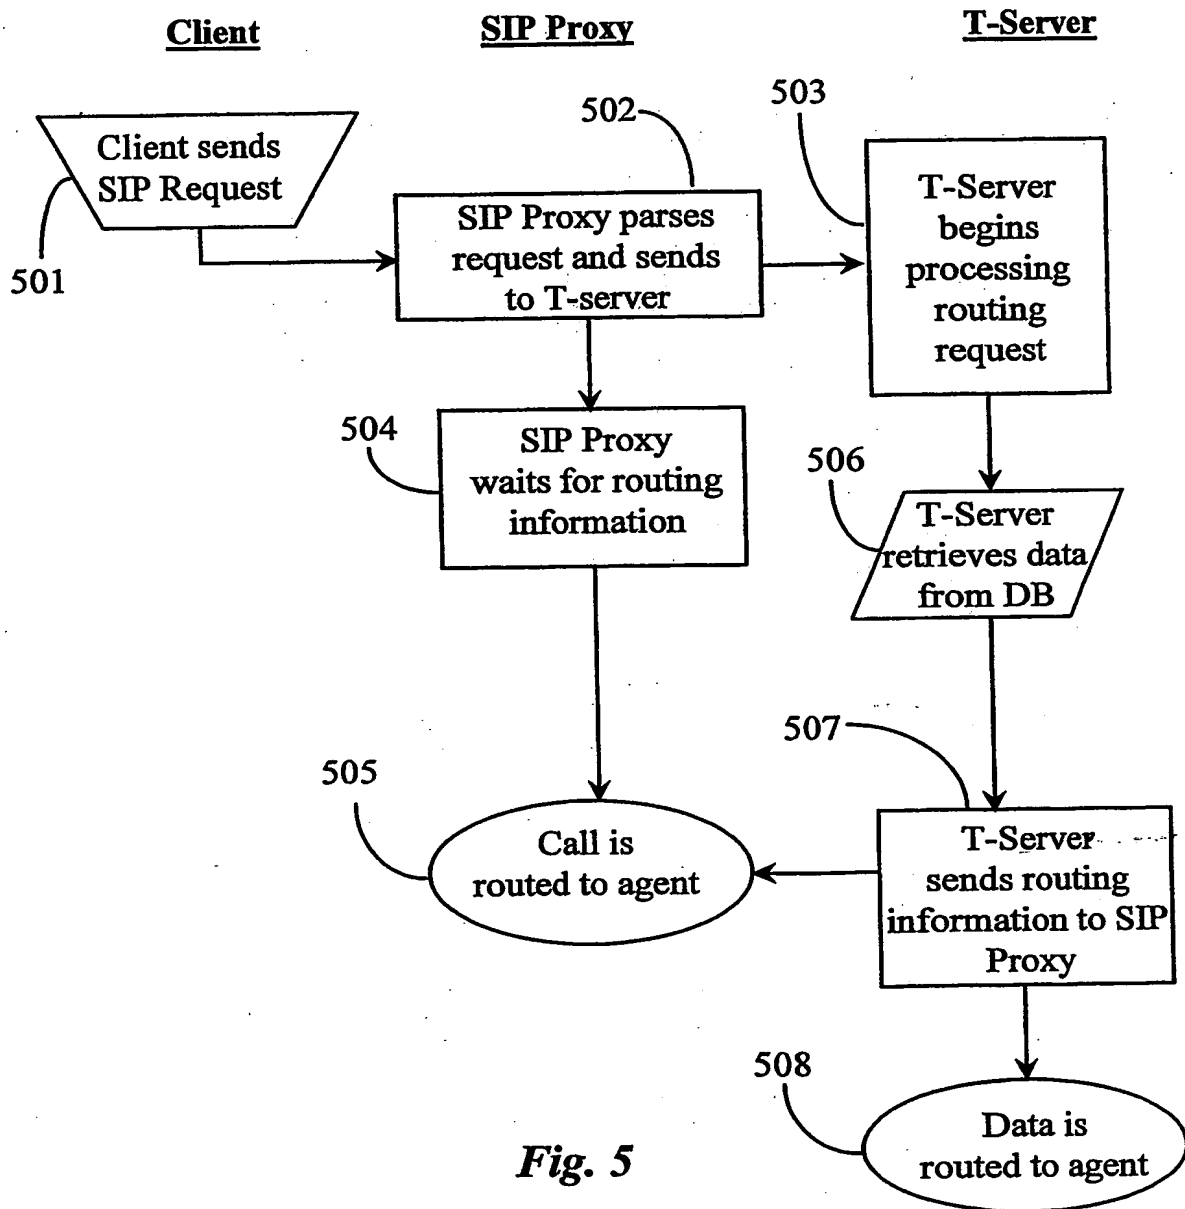 Client
SIP Proxy
T-Server
501
Client sends
SIP Request
502
SIP Proxy parses
request and sends
to T-server
503
T-Server
begins
processing
routing
request
504
SIP Proxy
waits for routing
information
506
T-Server
retrieves data
from DB
505
Call is
routed to agent
507
T-Server
sends routing
information to SIP
Proxy
508
Data is
routed to agent
Fig. 5